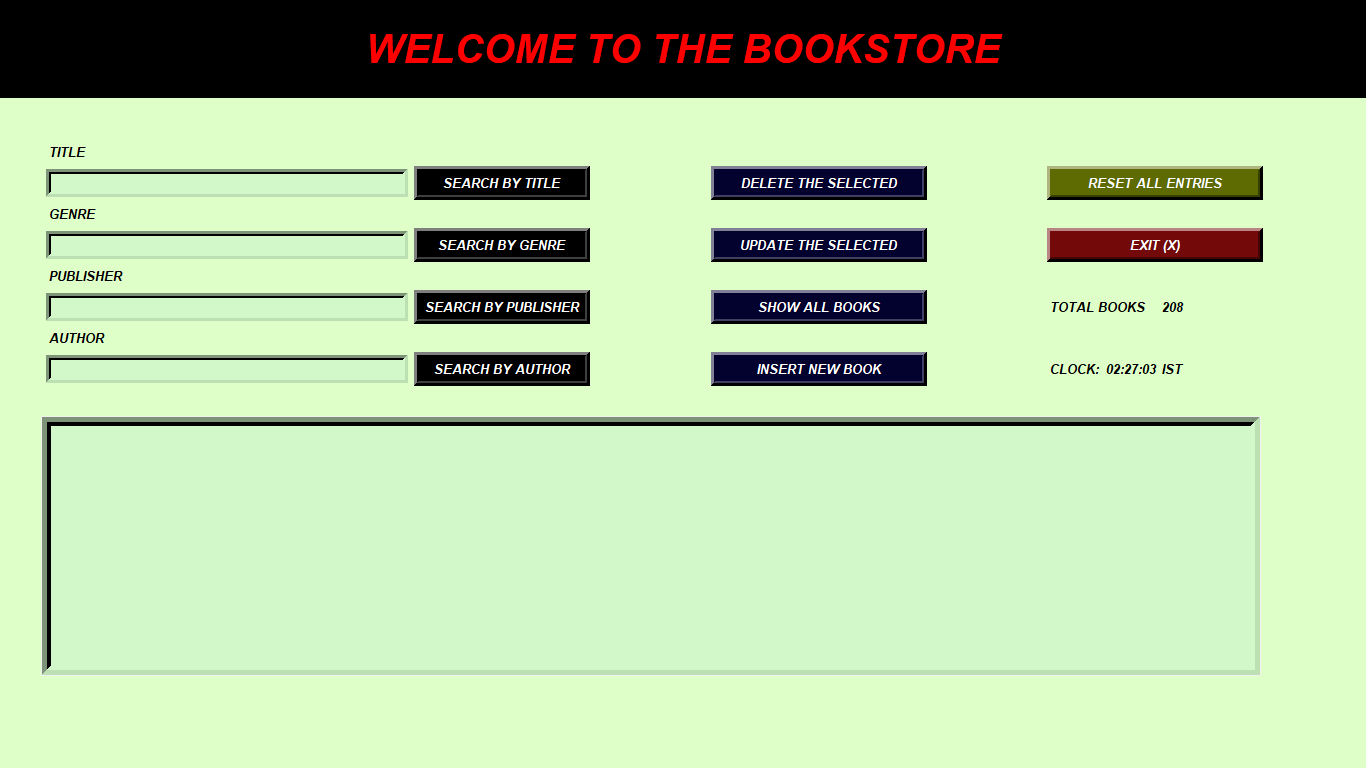 WELCOME TO THE BOOKSTORE
TITLE
SEARCH BY TITLE
DELETE THE SELECTED
RESET ALL ENTRIES
GENRE
SEARCH BY GENRE
UPDATE THE SELECTED
EXIT (X)
PUBLISHER
SEARCH BY PUBLISHER
SHOW ALL BOOKS
TOTAL BOOKS 208
AUTHOR
SEARCH BY AUTHOR
INSERT NEW BOOK
CLOCK: 02:27:03 IST